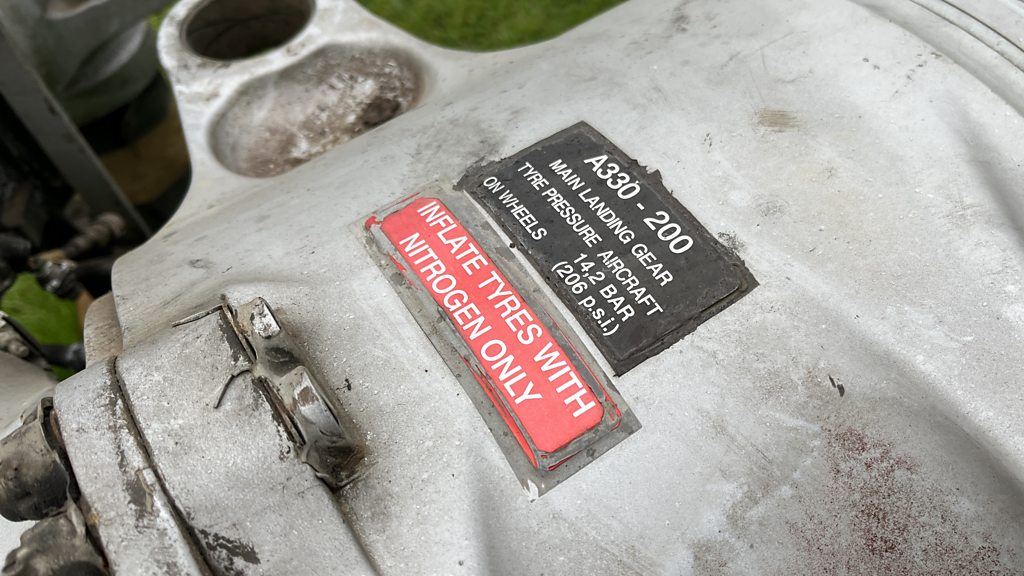 A330 - 200
MAIN LANDING GEAR
TYRE PRESSURE AIRCRAFT
ON WHEELS 14,2 BAR
(206 p.s.i.)
INFLATE TYRES WITH
NITROGEN ONLY